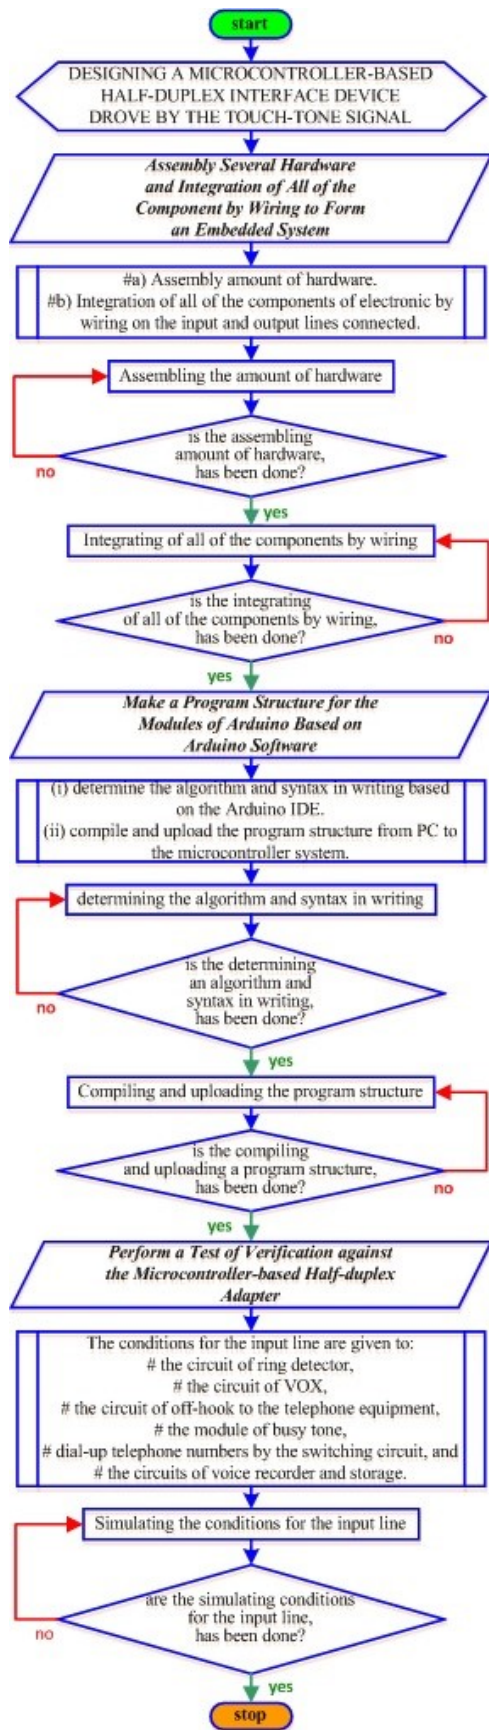 start
DESIGNING A MICROCONTROLLER-BASED
HALF-DUPLEX INTERFACE DEVICE
DROVE BY THE TOUCH-TONE SIGNAL
Assembly Several Hardware
and Integration of All of the
Component by Wiring to Form
an Embedded System
#a) Assembly amount of hardware.
#b) Integration of all of the components of electronic by
wiring on the input and output lines connected.
Assembling the amount of hardware
is the assembling
amount of hardware,
has been done?
no
yes
Integrating of all of the components by wiring
is the integrating
of all of the components by wiring,
has been done?
no
yes
Make a Program Structure for the
Modules of Arduino Based on
Arduino Software
(i) determine the algorithm and syntax in writing based
on the Arduino IDE.
(ii) compile and upload the program structure from PC to
the microcontroller system.
determining the algorithm and syntax in writing
is the determining
an algorithm and
syntax in writing,
has been done?
no
yes
Compiling and uploading the program structure
is the compiling
and uploading a program structure,
has been done?
no
yes
Perform a Test of Verification against
the Microcontroller-based Half-duplex
Adapter
The conditions for the input line are given to:
# the circuit of ring detector,
# the circuit of VOX,
# the circuit of off-hook to the telephone equipment,
# the module of busy tone,
# dial-up telephone numbers by the switching circuit, and
# the circuits of voice recorder and storage.
Simulating the conditions for the input line
are the simulating conditions
for the input line,
has been done?
no
yes
stop